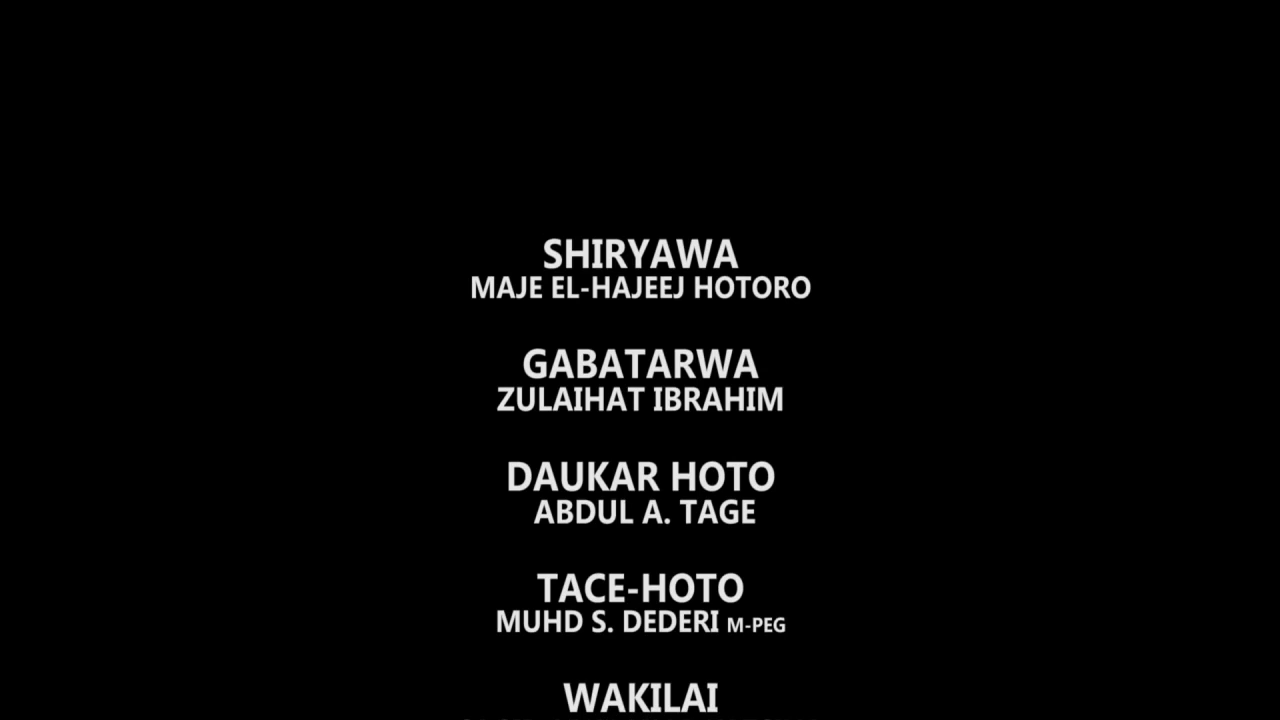 SHIRYAWA
MAJE EL-HAJEEJ HOTORO
GABATARWA
ZULAIHAT IBRAHIM
DAUKAR HOTO
ABDUL A. TAGE
TACE-HOTO
MUHD S. DEDERI M-PEG
WAKILAI